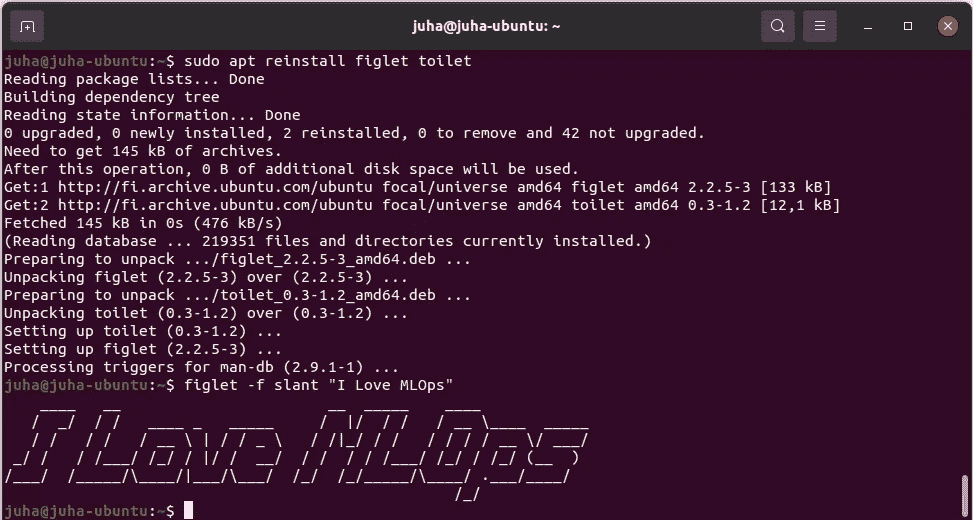 juha@juha-ubuntu: ~
juha@juha-ubuntu:~$ sudo apt reinstall figlet toilet
Reading package lists... Done
Building dependency tree
Reading state information... Done
0 upgraded, 0 newly installed, 2 reinstalled, 0 to remove and 42 not upgraded.
Need to get 145 kB of archives.
After this operation, 0 B of additional disk space will be used.
Get:1 http://fi.archive.ubuntu.com/ubuntu focal/universe amd64 figlet amd64 2.2.5-3 [133 kB]
Get:2 http://fi.archive.ubuntu.com/ubuntu focal/universe amd64 toilet amd64 0.3-1.2 [12,1 kB]
Fetched 145 kB in 0s (476 kB/s)
(Reading database ... 219351 files and directories currently installed.)
Preparing to unpack .../figlet_2.2.5-3_amd64.deb ...
Unpacking figlet (2.2.5-3) over (2.2.5-3) ...
Preparing to unpack .../toilet_0.3-1.2_amd64.deb ...
Unpacking toilet (0.3-1.2) over (0.3-1.2) ...
Setting up toilet (0.3-1.2) ...
Setting up figlet (2.2.5-3) ...
Processing triggers for man-db (2.9.1-1) ...
juha@juha-ubuntu:~$ figlet -f slant "I Love MLOps"
I Love MLOps
juha@juha-ubuntu:~$